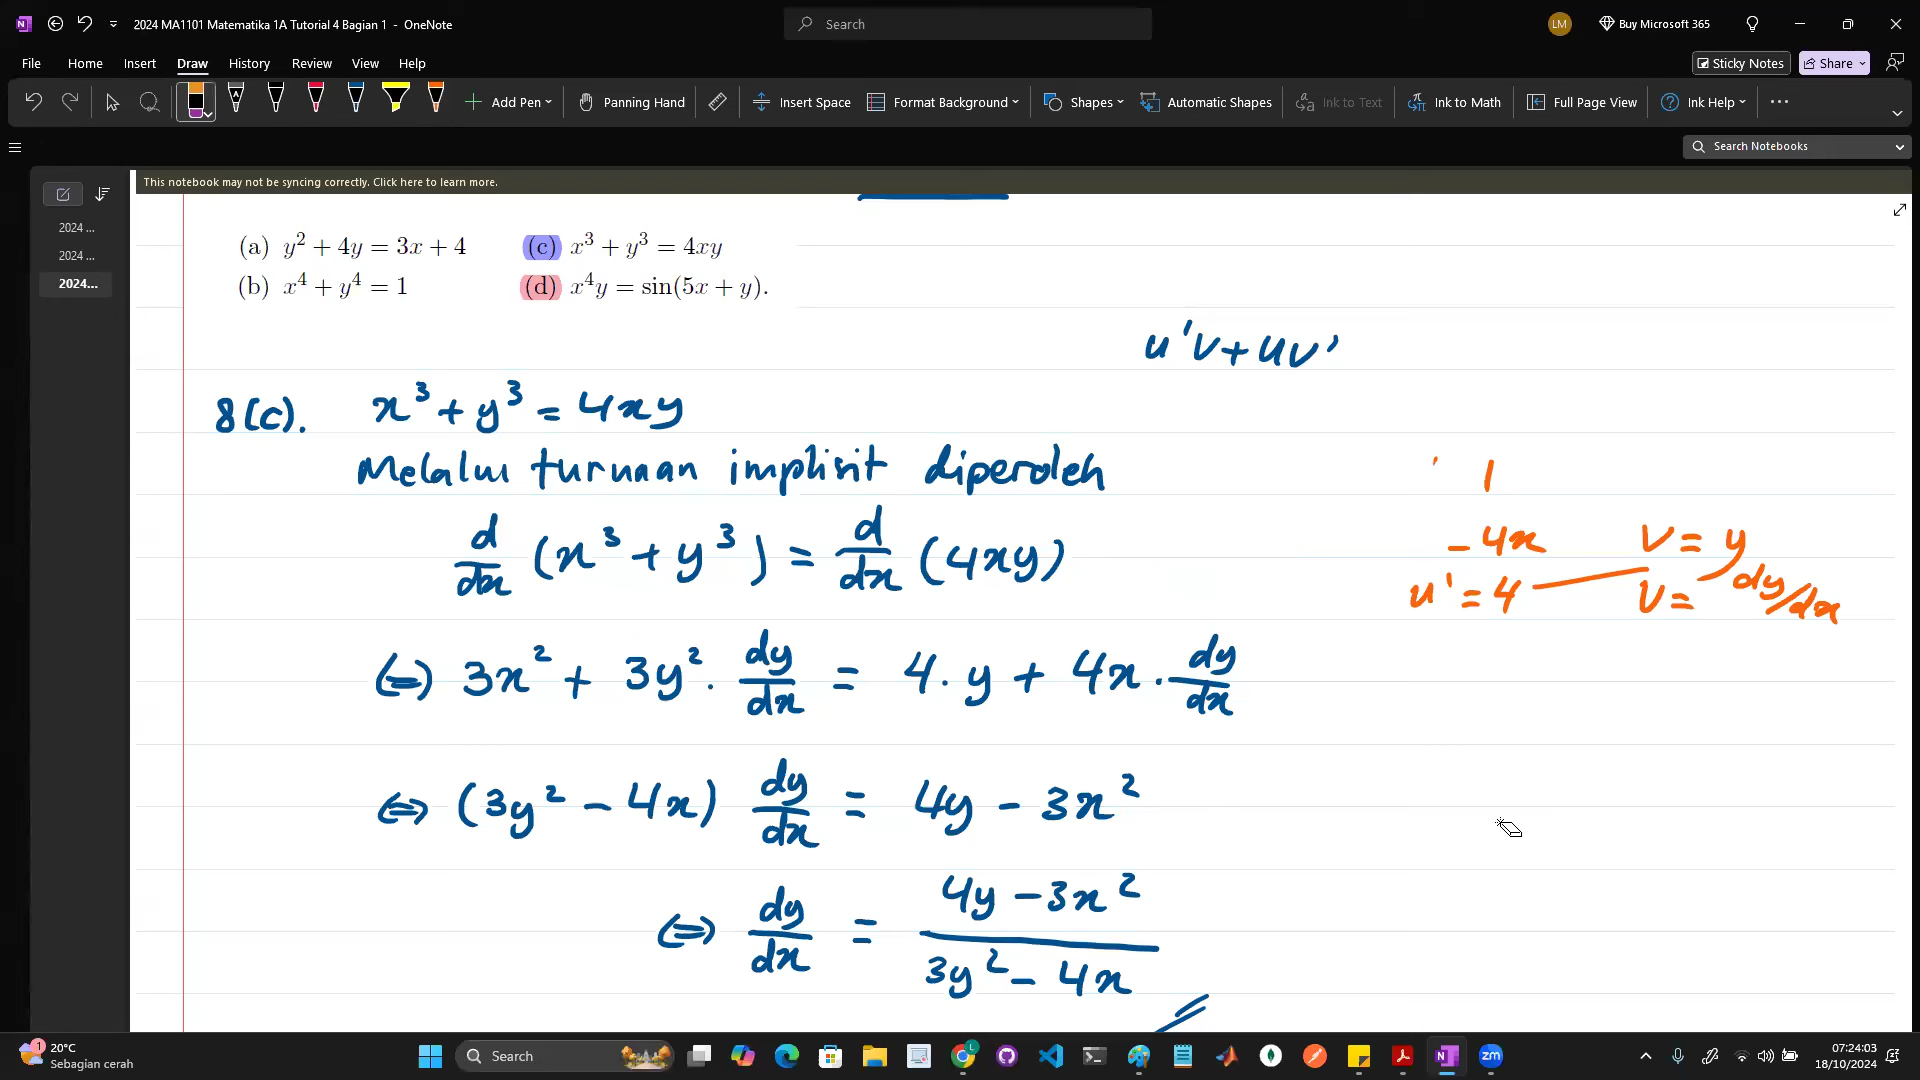 2024 MA1101 Matematika 1A Tutorial 4 Bagian 1 - OneNote
Search
LM
Buy Microsoft 365
File Home Insert Draw History Review View Help
Sticky Notes
Share
Add Pen
Panning Hand
Insert Space
Format Background
Shapes
Automatic Shapes
Ink to Text
Ink to Math
Full Page View
Ink Help
Search Notebooks
This notebook may not be syncing correctly. Click here to learn more.
2024 ...
2024 ...
2024...
(a) y² + 4y = 3x + 4 (c) x³ + y³ = 4xy
(b) x⁴ + y⁴ = 1 (d) x⁴y = sin(5x + y).
u'v + uv'
8(c). x³ + y³ = 4xy
Melalui turunan implisit diperoleh
d/dx (x³ + y³) = d/dx (4xy)
- 4x v = y
u' = 4 v = dy/dx
(=) 3x² + 3y² . dy/dx = 4 . y + 4x . dy/dx
⇔ (3y² - 4x) dy/dx = 4y - 3x²
⇔ dy/dx = (4y - 3x²)/(3y² - 4x)
1
20°C
Sebagian cerah
Search
zm
07:24:03
18/10/2024